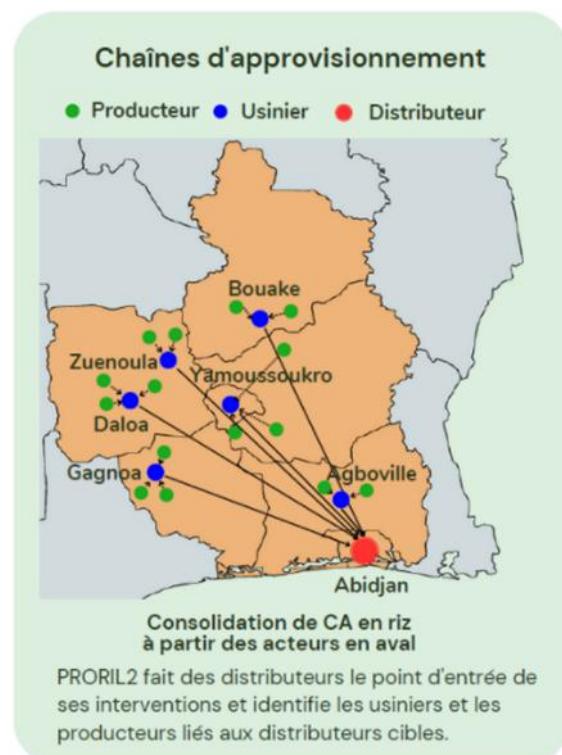 Chaînes d'approvisionnement
Producteur Usinier Distributeur
Bouake
Zuenoula
Yamoussoukro
Daloa
Gagnoa
Agboville
Abidjan
Consolidation de CA en riz
à partir des acteurs en aval
PRORIL2 fait des distributeurs le point d'entrée de
ses interventions et identifie les usiniers et les
producteurs liés aux distributeurs cibles.